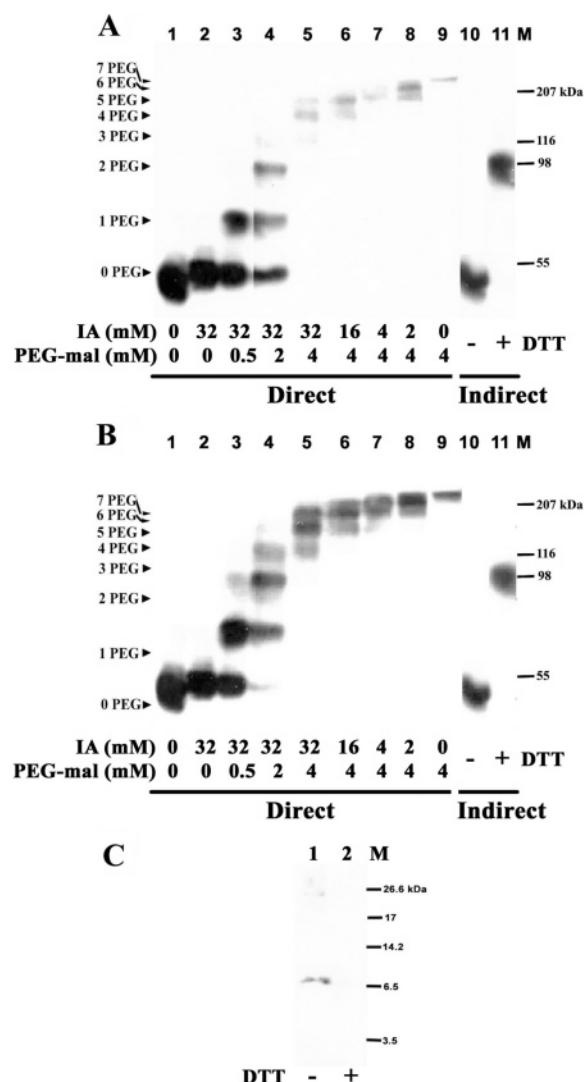 A
1 2 3 4 5 6 7 8 9 10 11 M
7 PEG
6 PEG
5 PEG
4 PEG
3 PEG
2 PEG
1 PEG
0 PEG
207 kDa
116
98
55
IA (mM) 0 32 32 32 32 16 4 2 0
PEG-mal (mM) 0 0 0.5 2 4 4 4 4 4
- + DTT
Direct Indirect
B
1 2 3 4 5 6 7 8 9 10 11 M
7 PEG
6 PEG
5 PEG
4 PEG
3 PEG
2 PEG
1 PEG
0 PEG
207 kDa
116
98
55
IA (mM) 0 32 32 32 32 16 4 2 0
PEG-mal (mM) 0 0 0.5 2 4 4 4 4 4
- + DTT
Direct Indirect
C
1 2 M
26.6 kDa
17
14.2
6.5
3.5
DTT - +